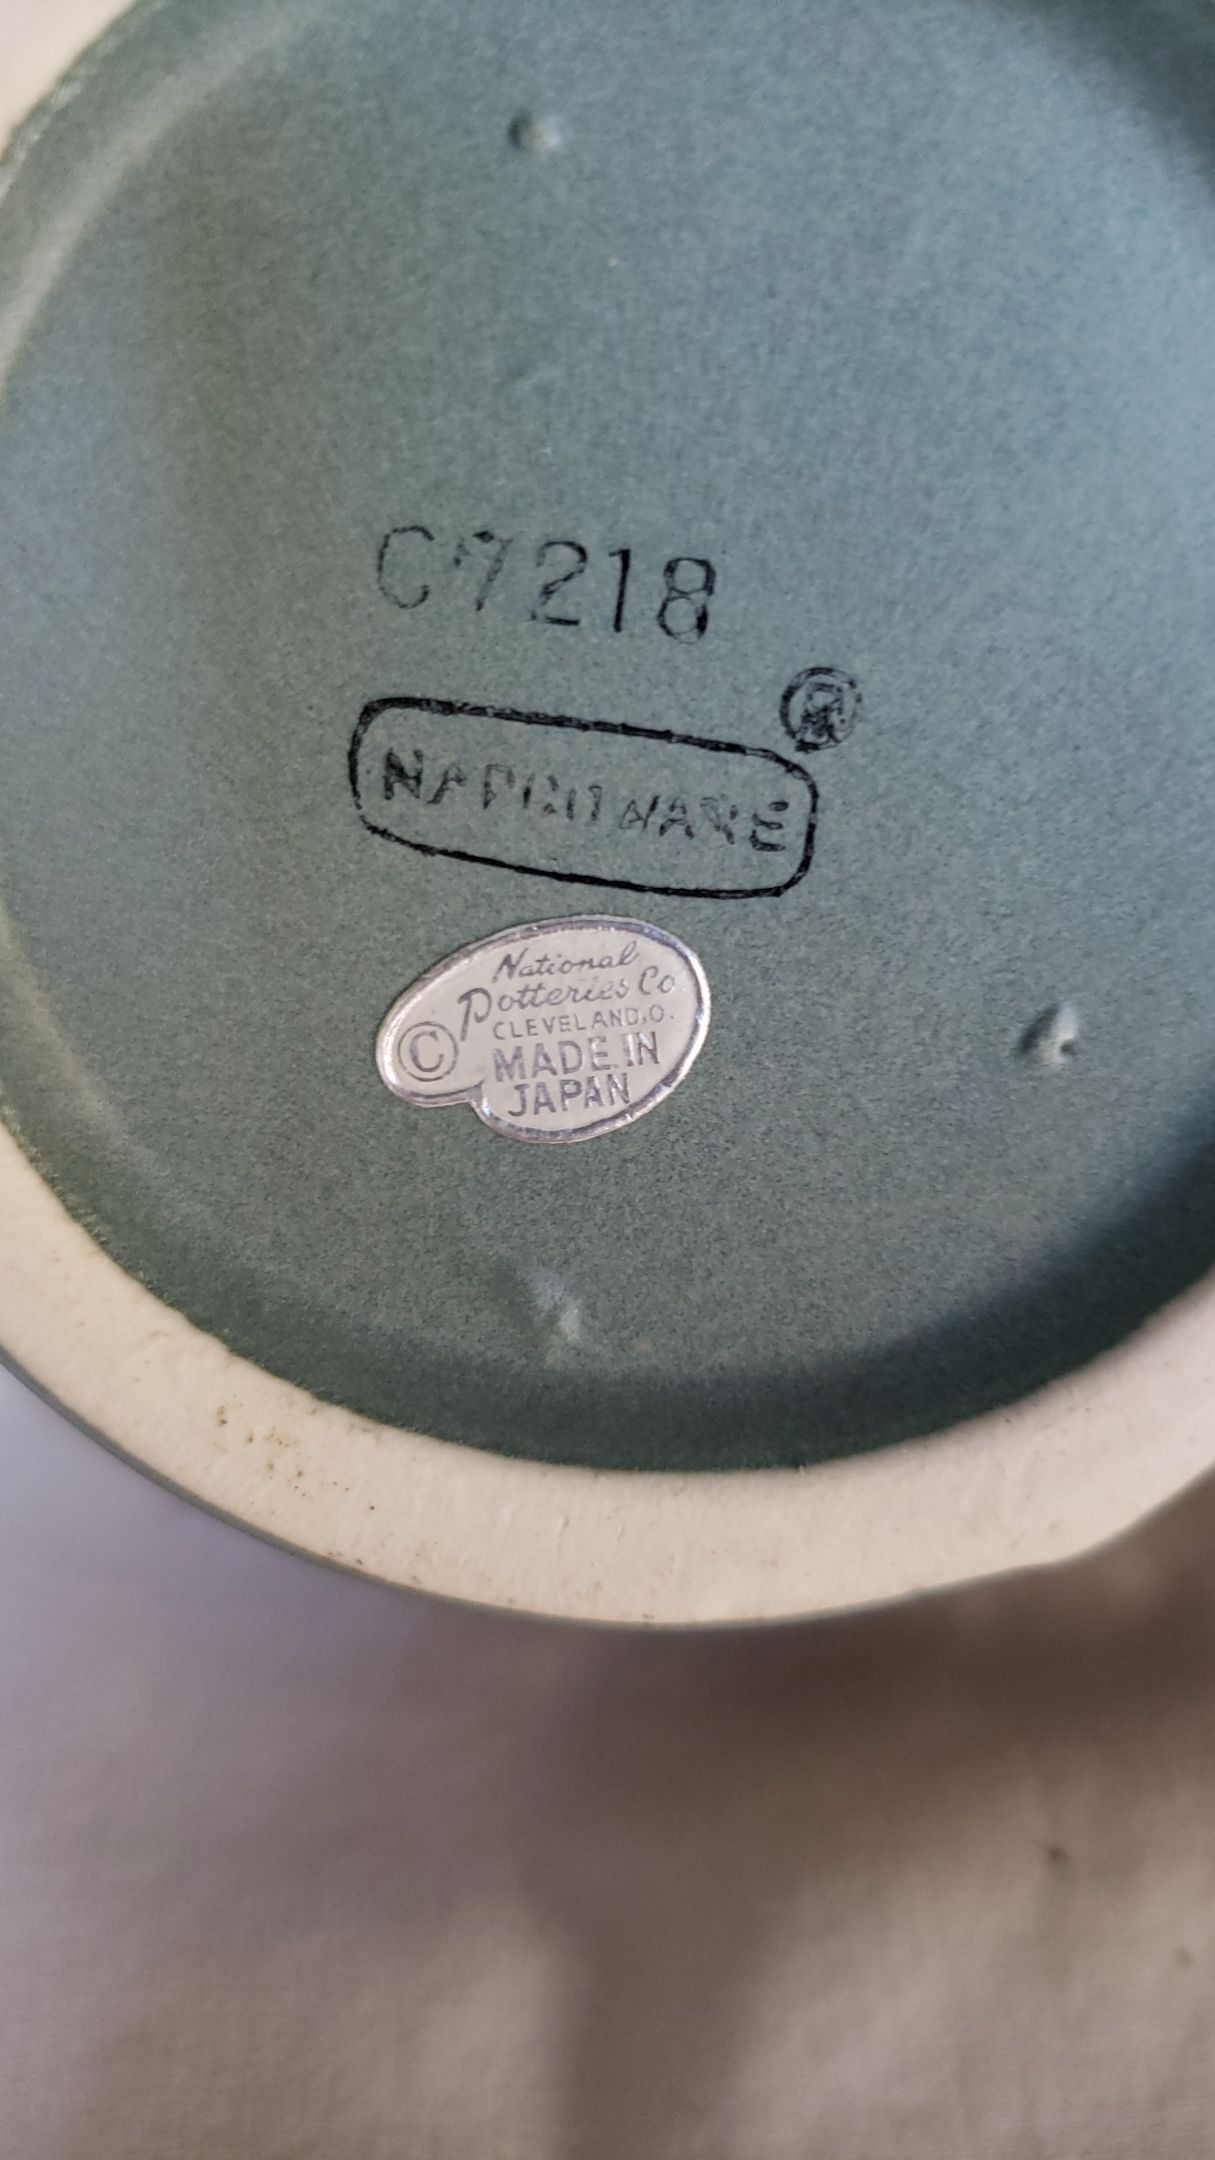 C7218
®
NAPCOWARE
National
Potteries Co
CLEVELAND,O.
©
MADE IN
JAPAN